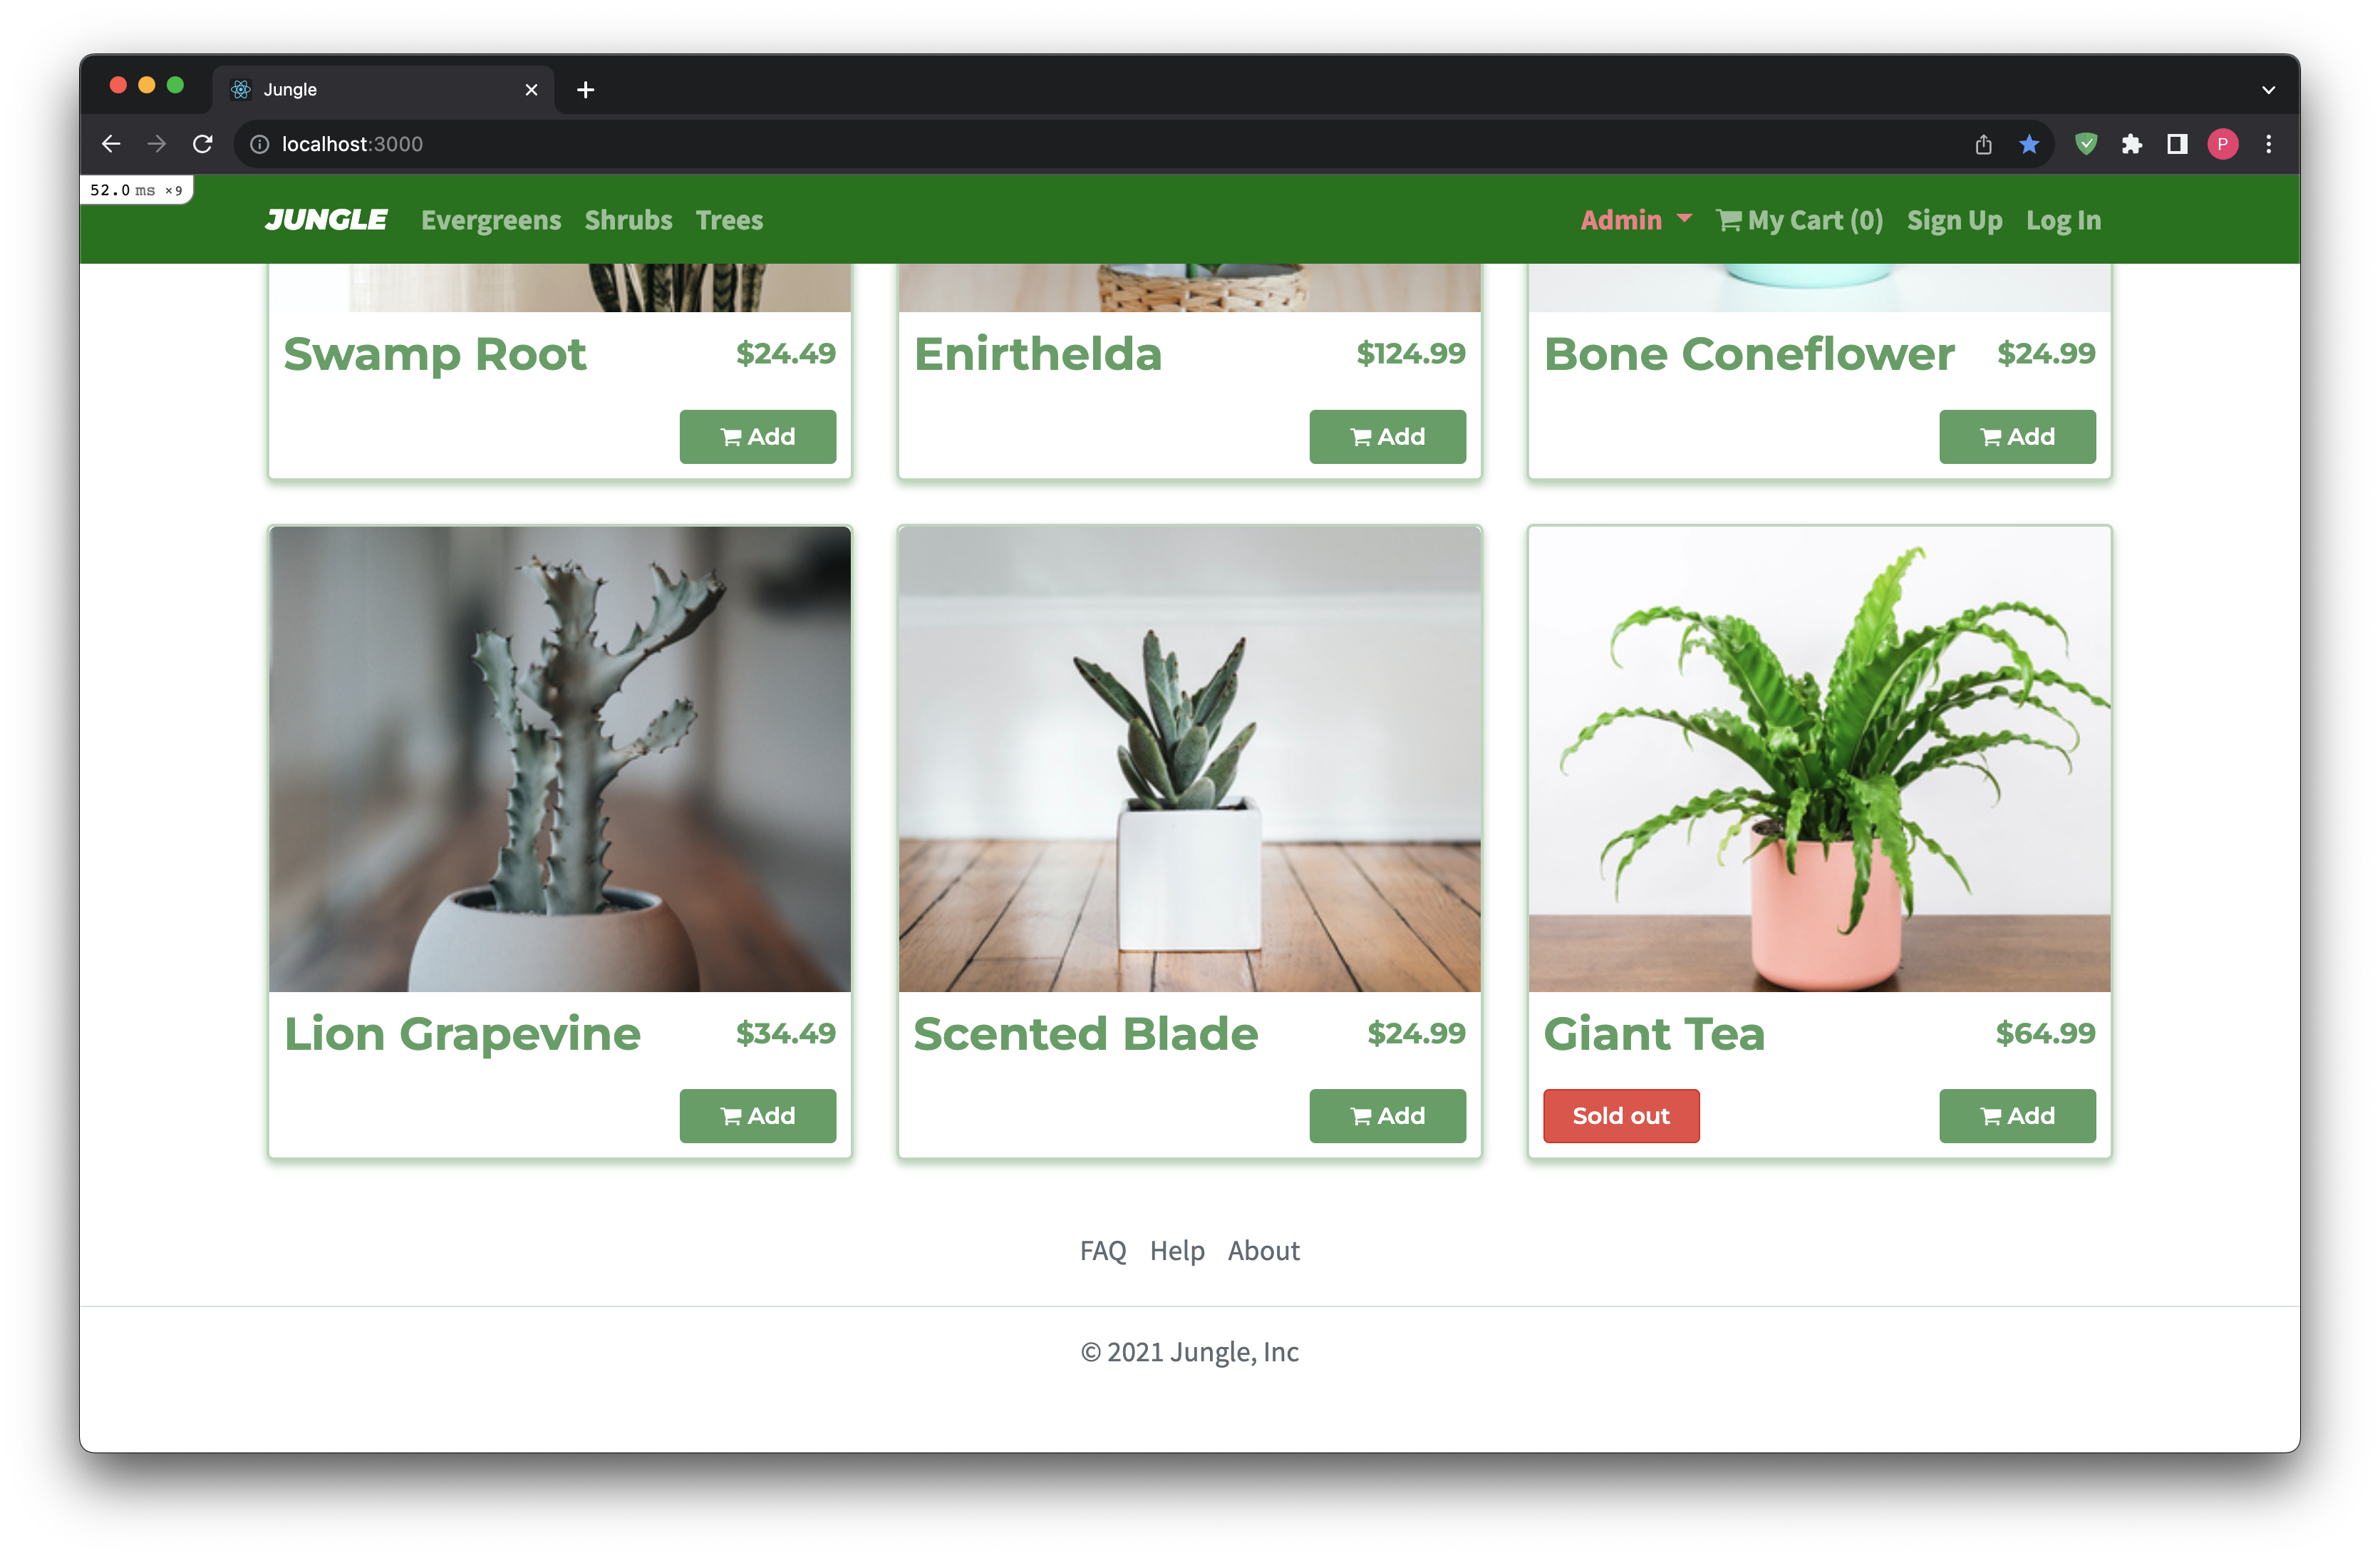 Jungle
localhost:3000
52.0 ms ×9
JUNGLE Evergreens Shrubs Trees Admin My Cart (0) Sign Up Log In
Swamp Root $24.49
Add
Enirthelda $124.99
Add
Bone Coneflower $24.99
Add
Lion Grapevine $34.49
Add
Scented Blade $24.99
Add
Giant Tea $64.99
Sold out Add
FAQ Help About
© 2021 Jungle, Inc
P